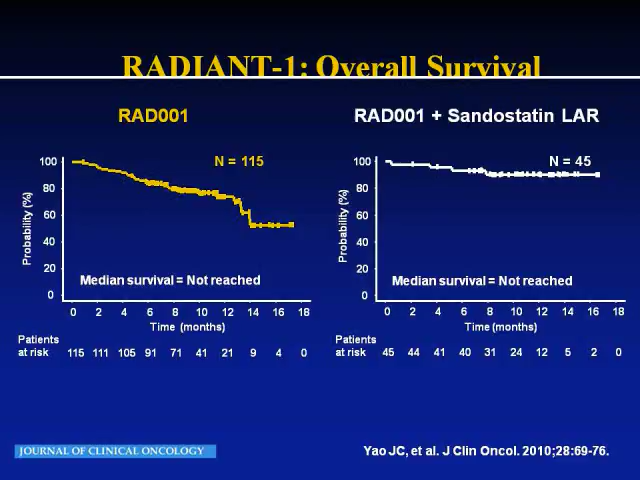 RADIANT-1: Overall Survival
RAD001
RAD001 + Sandostatin LAR
N = 115
100
80
60
40
20
0
Probability (%)
Median survival = Not reached
0 2 4 6 8 10 12 14 16 18
Time (months)
Patients
at risk 115 111 105 91 71 41 21 9 4 0
N = 45
100
80
60
40
20
0
Probability (%)
Median survival = Not reached
0 2 4 6 8 10 12 14 16 18
Time (months)
Patients
at risk 45 44 41 40 31 24 12 5 2 0
JOURNAL OF CLINICAL ONCOLOGY
Yao JC, et al. J Clin Oncol. 2010;28:69-76.